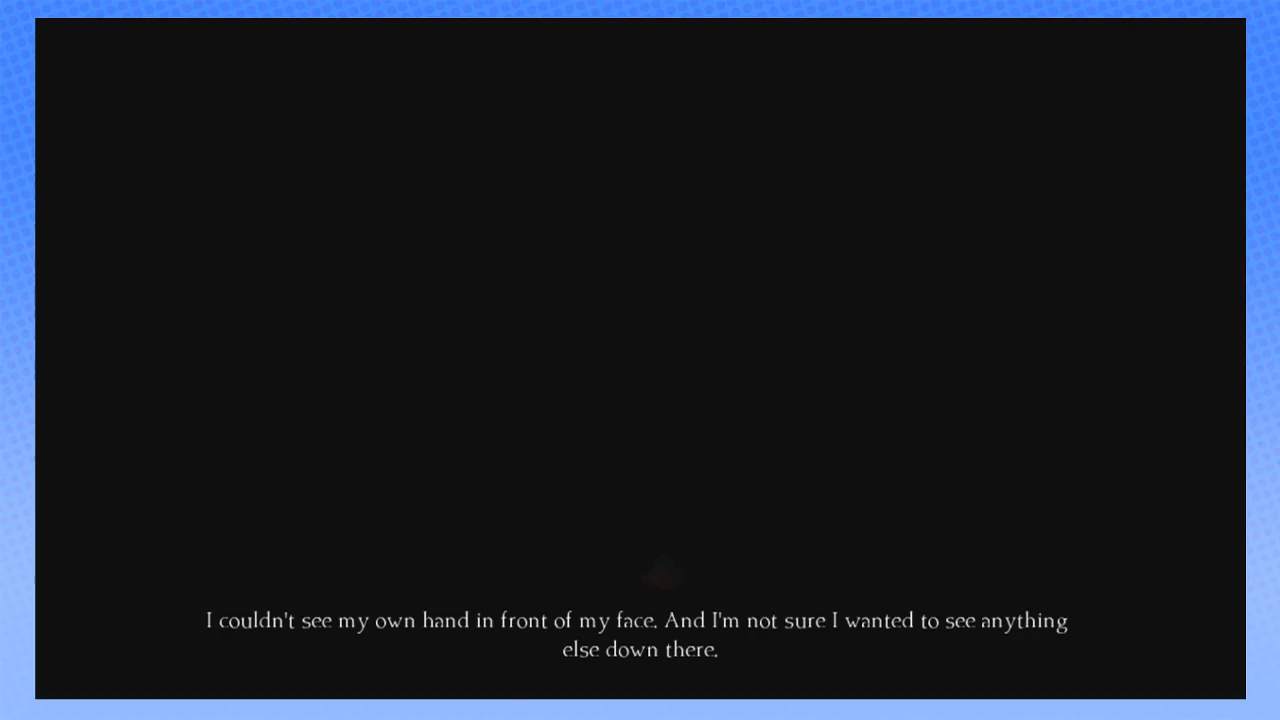 I couldn't see my own hand in front of my face. And I'm not sure I wanted to see anything
else down there.